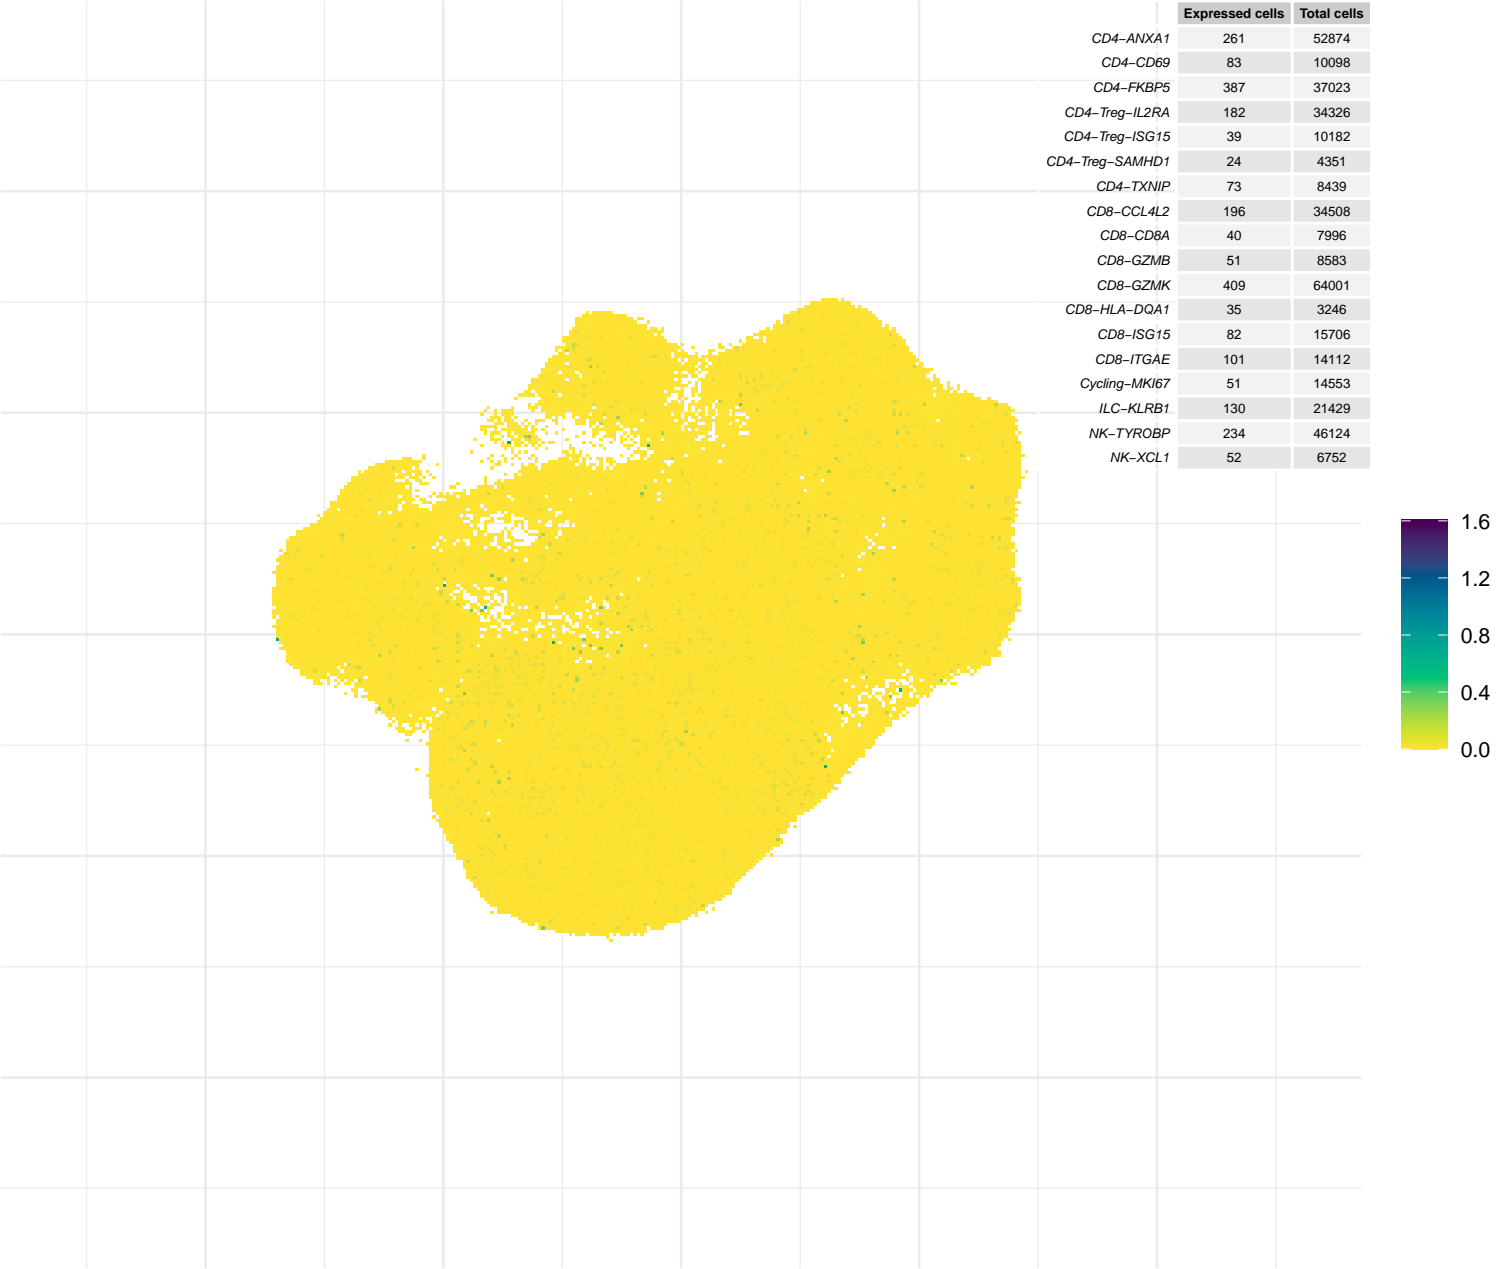 Expressed cells Total cells
CD4−ANXA1 261 52874
CD4−CD69 83 10098
CD4−FKBP5 387 37023
CD4−Treg−IL2RA 182 34326
CD4−Treg−ISG15 39 10182
CD4−Treg−SAMHD1 24 4351
CD4−TXNIP 73 8439
CD8−CCL4L2 196 34508
CD8−CD8A 40 7996
CD8−GZMB 51 8583
CD8−GZMK 409 64001
CD8−HLA−DQA1 35 3246
CD8−ISG15 82 15706
CD8−ITGAE 101 14112
Cycling−MKI67 51 14553
ILC−KLRB1 130 21429
NK−TYROBP 234 46124
NK−XCL1 52 6752
1.6
1.2
0.8
0.4
0.0